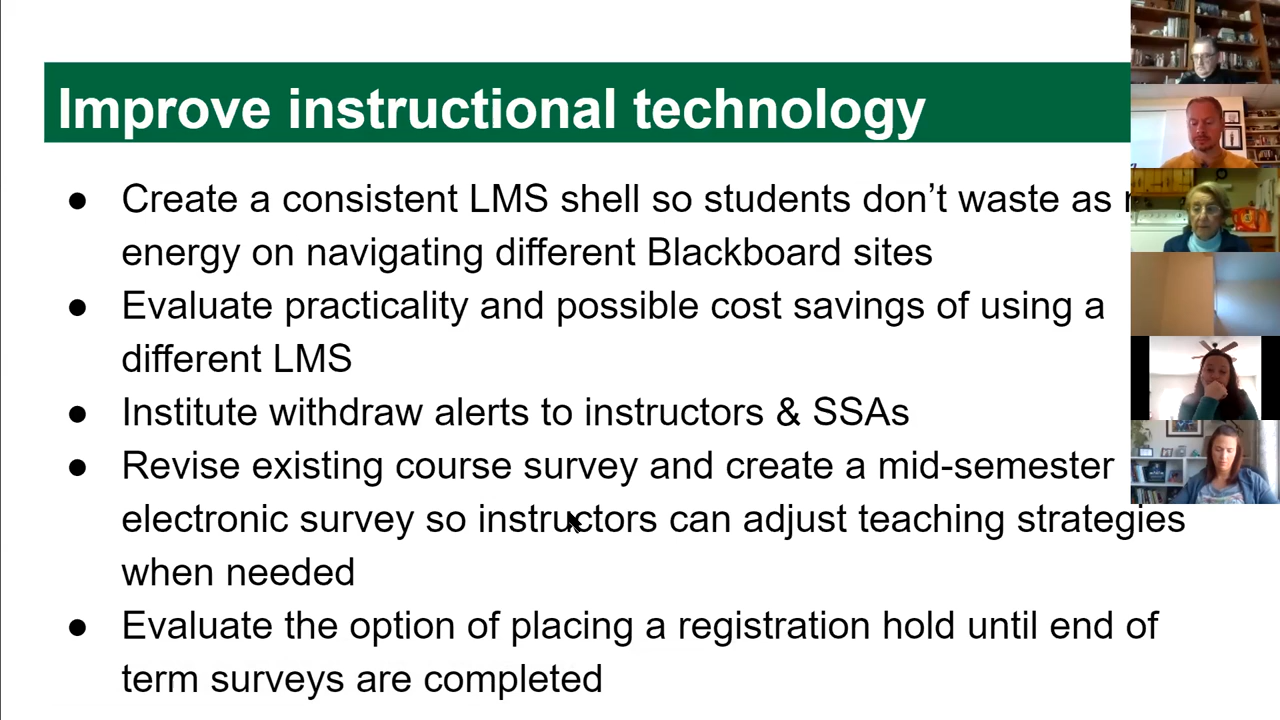 Improve instructional technology
● Create a consistent LMS shell so students don’t waste as
energy on navigating different Blackboard sites
● Evaluate practicality and possible cost savings of using a
different LMS
● Institute withdraw alerts to instructors & SSAs
● Revise existing course survey and create a mid-semester
electronic survey so instructors can adjust teaching strategies
when needed
● Evaluate the option of placing a registration hold until end of
term surveys are completed